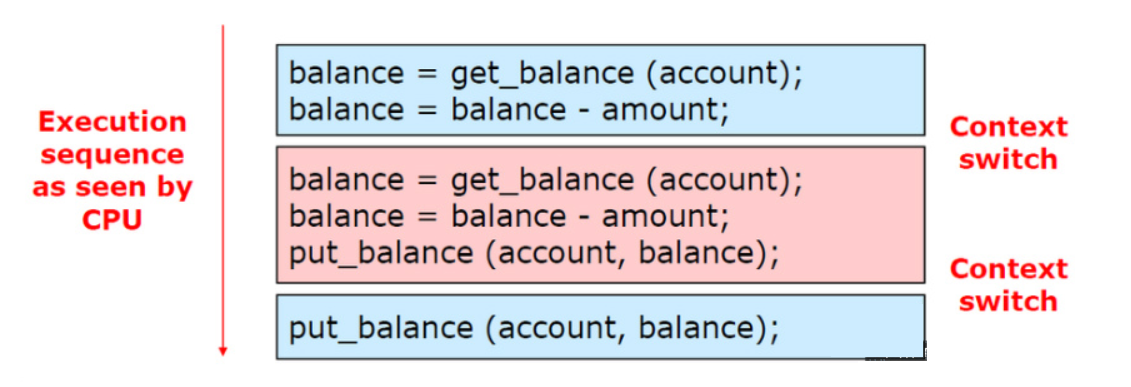 Execution
sequence
as seen by
CPU
balance = get_balance (account);
balance = balance - amount;
Context
switch
balance = get_balance (account);
balance = balance - amount;
put_balance (account, balance);
Context
switch
put_balance (account, balance);